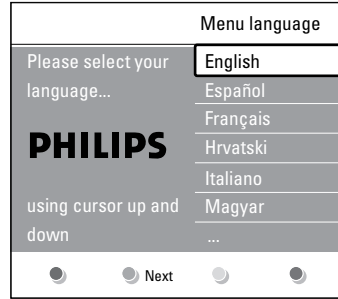 Menu language
Please select your
language...
PHILIPS
using cursor up and
down
English
Español
Français
Hrvatski
Italiano
Magyar
...
Next